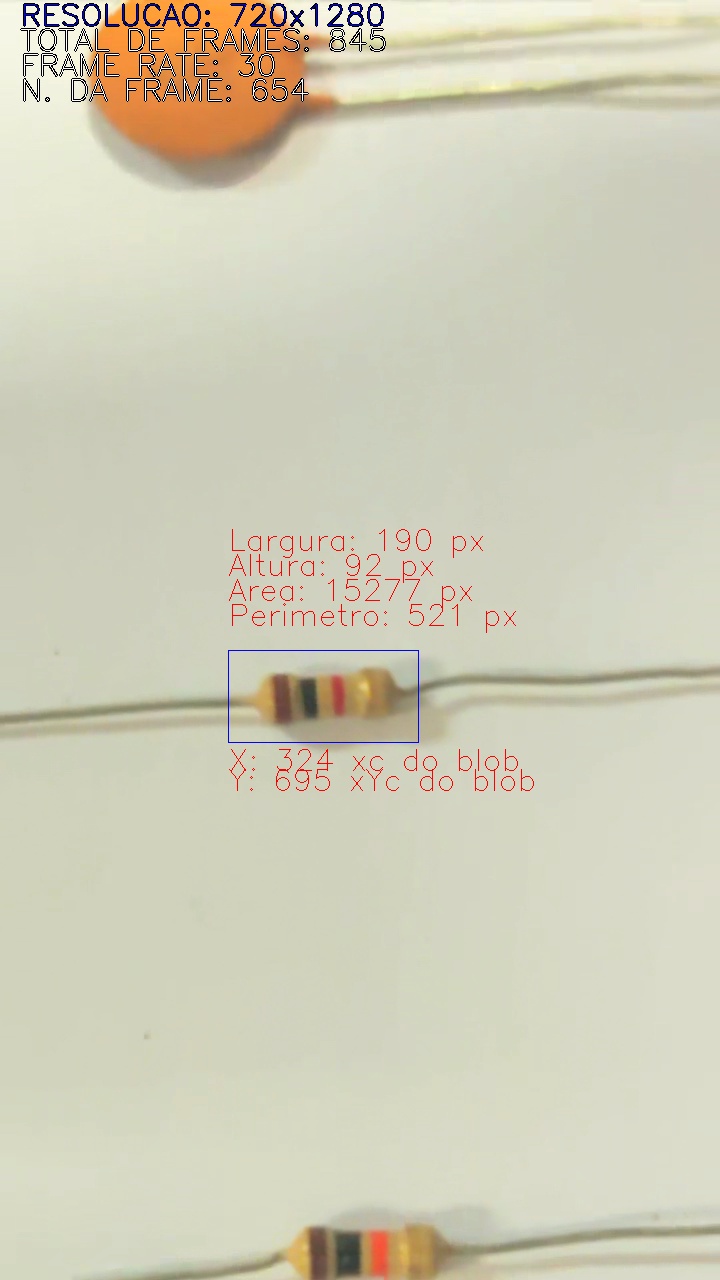 RESOLUCAO: 720x1280
TOTAL DE FRAMES: 845
FRAME RATE: 30
N. DA FRAME: 654
Largura: 190 px
Altura: 92 px
Area: 15277 px
Perimetro: 521 px
X: 324 xc do blob
Y: 695 xYc do blob